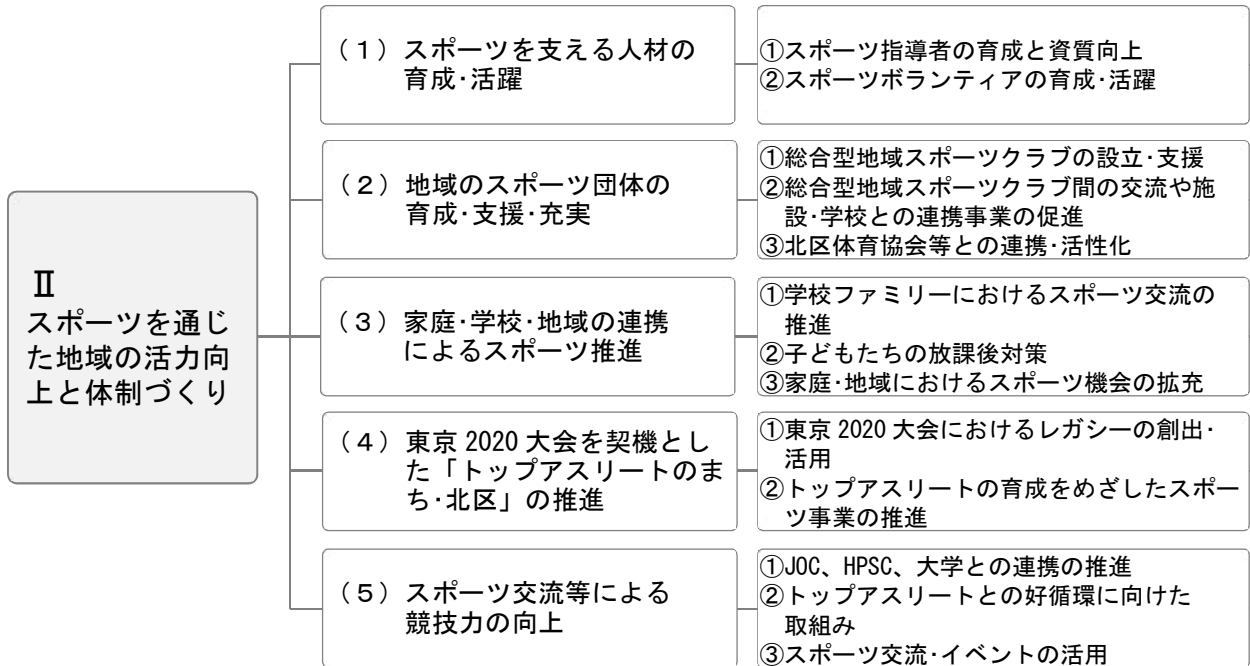 Ⅱ
スポーツを通じ
た地域の活力向
上と体制づくり
（１）スポーツを支える人材の
育成･活躍
①スポーツ指導者の育成と資質向上
②スポーツボランティアの育成･活躍
（２）地域のスポーツ団体の
育成･支援･充実
①総合型地域スポーツクラブの設立･支援
②総合型地域スポーツクラブ間の交流や施
設･学校との連携事業の促進
③北区体育協会等との連携･活性化
（３）家庭･学校･地域の連携
によるスポーツ推進
①学校ファミリーにおけるスポーツ交流の
推進
②子どもたちの放課後対策
③家庭･地域におけるスポーツ機会の拡充
（４）東京 2020 大会を契機とし
た「トップアスリートのま
ち･北区」の推進
①東京 2020 大会におけるレガシーの創出･
活用
②トップアスリートの育成をめざしたスポー
ツ事業の推進
（５）スポーツ交流等による
競技力の向上
①JOC、HPSC、大学との連携の推進
②トップアスリートとの好循環に向けた
取組み
③スポーツ交流･イベントの活用